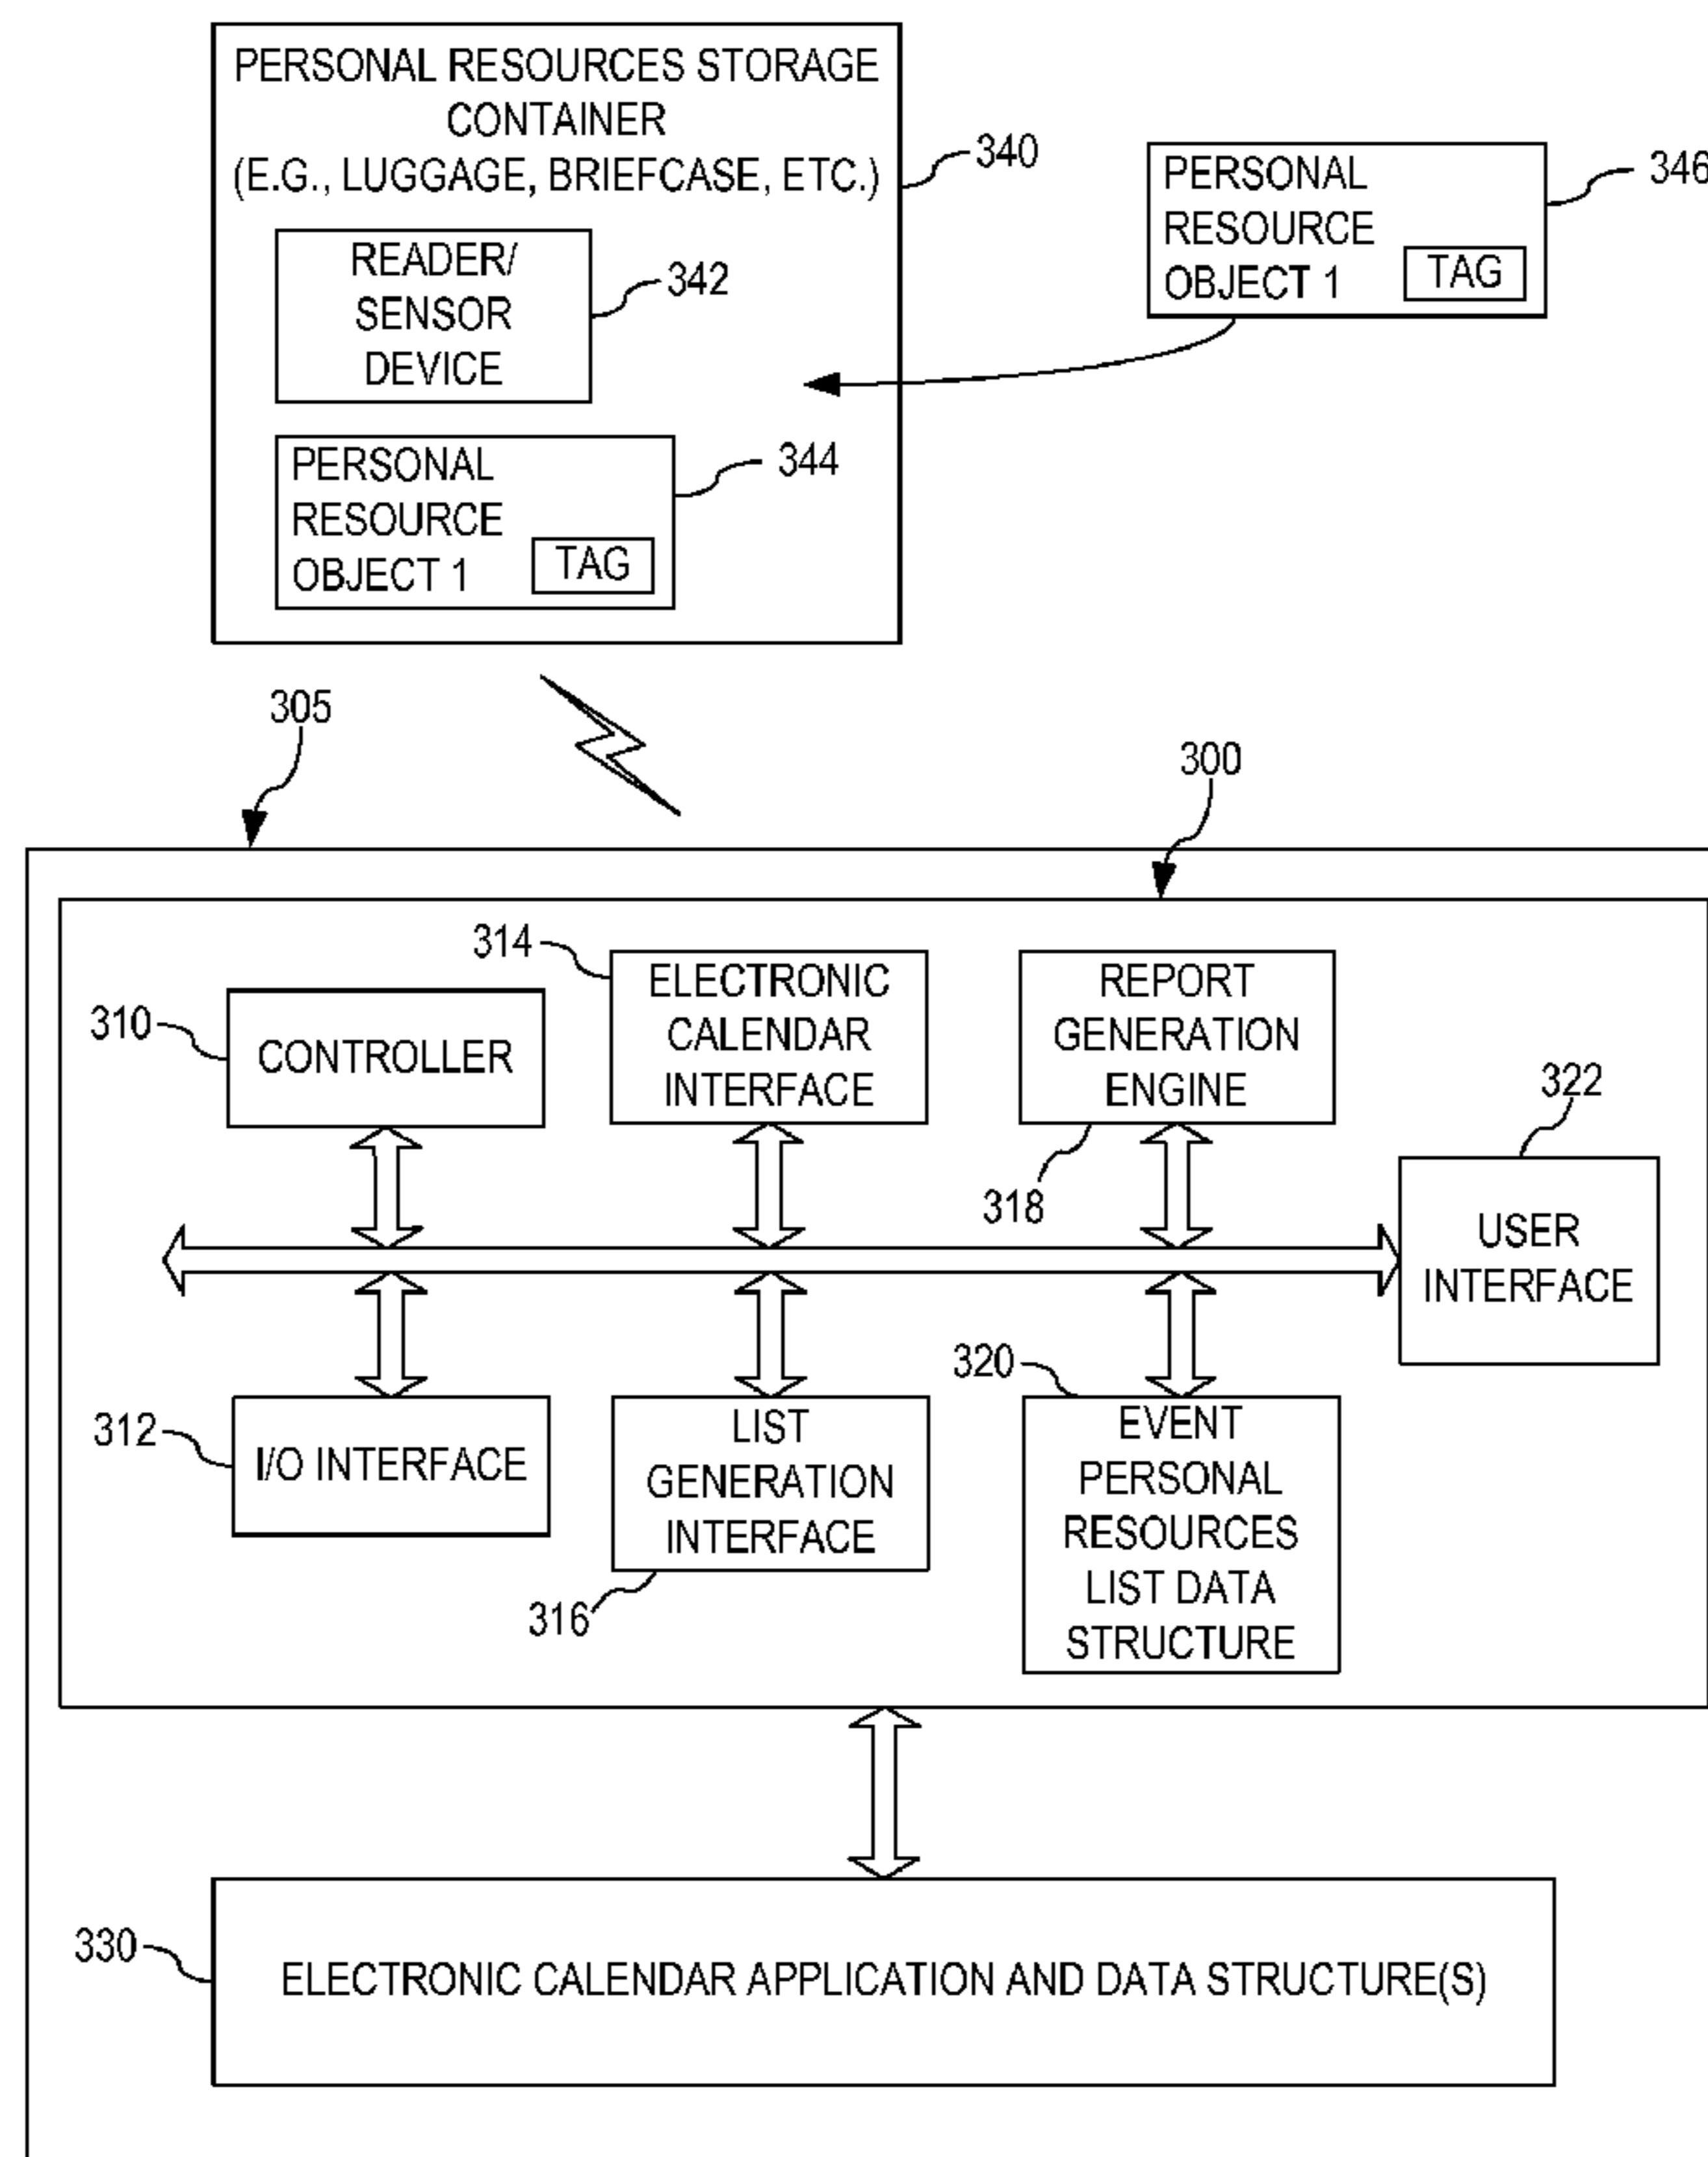 PERSONAL RESOURCES STORAGE
CONTAINER
(E.G., LUGGAGE, BRIEFCASE, ETC.)
340
READER/
SENSOR
DEVICE
342
PERSONAL
RESOURCE
OBJECT 1
TAG
344
PERSONAL
RESOURCE
OBJECT 1
TAG
346
305
300
310
CONTROLLER
314
ELECTRONIC
CALENDAR
INTERFACE
REPORT
GENERATION
ENGINE
318
322
USER
INTERFACE
312
I/O INTERFACE
LIST
GENERATION
INTERFACE
316
320
EVENT
PERSONAL
RESOURCES
LIST DATA
STRUCTURE
330
ELECTRONIC CALENDAR APPLICATION AND DATA STRUCTURE(S)